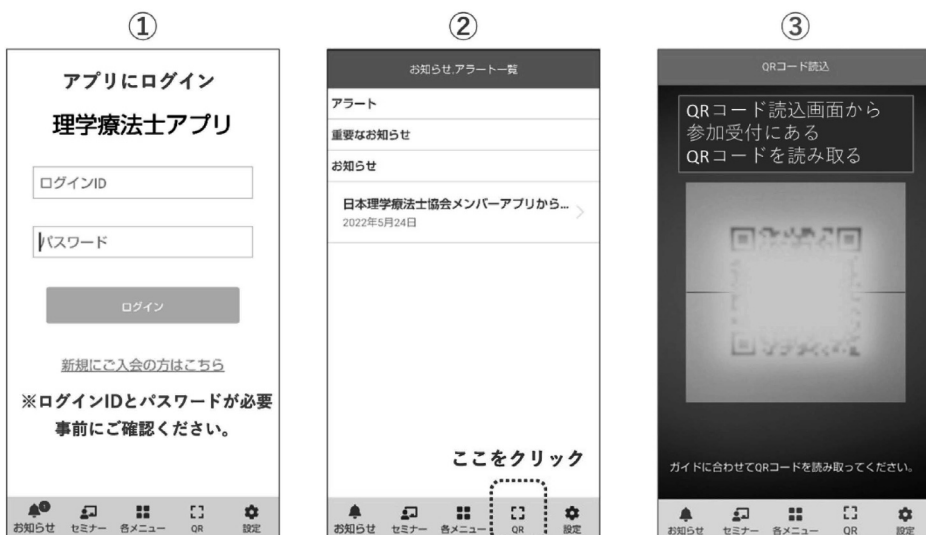 ①
アプリにログイン
理学療法士アプリ
ログインID
パスワード
ログイン
新規にご入会の方はこちら
※ログインIDとパスワードが必要
事前にご確認ください。
お知らせ セミナー 各メニュー QR 設定
②
お知らせ.アラート一覧
アラート
重要なお知らせ
お知らせ
日本理学療法士協会メンバーアプリから...
2022年5月24日
ここをクリック
お知らせ セミナー 各メニュー QR 設定
③
QRコード読込
QRコード読込画面から
参加受付にある
QRコードを読み取る
ガイドに合わせてQRコードを読み取ってください。
お知らせ セミナー 各メニュー QR 設定